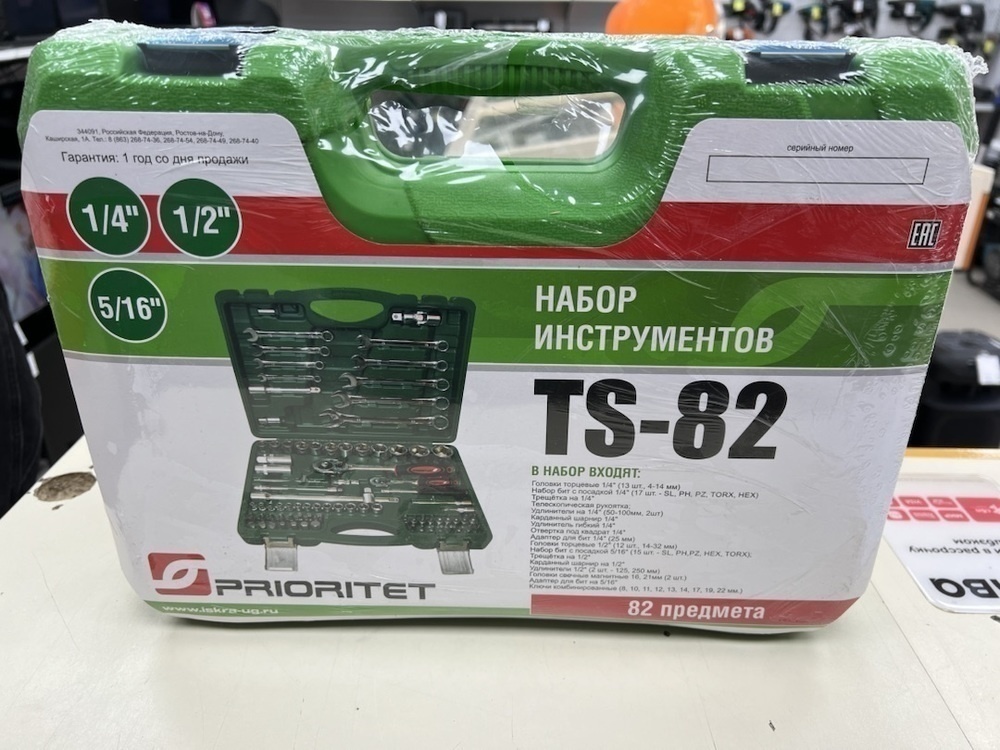 344091, Российская Федерация, Ростов-на-Дону,
Каширская, 1А, Тел.: 8 (863) 268-74-36, 268-74-54, 268-74-49, 268-74-40
Гарантия: 1 год со дня продажи
серийный номер
1/4" 1/2"
EAC
5/16"
НАБОР
ИНСТРУМЕНТОВ
TS-82
В НАБОР ВХОДЯТ:
Головки торцевые 1/4" (13 шт., 4-14 мм)
Набор бит с посадкой 1/4" (17 шт. - SL, PH, PZ, TORX, HEX)
Трещётка на 1/4"
Телескопическая рукоятка;
Удлинители на 1/4" (50-100мм, 2шт)
Карданный шарнир 1/4"
Удлинитель гибкий 1/4"
Отвертка под квадрат 1/4"
Адаптер для бит 1/4" (25 мм)
Головки торцевые 1/2" (12 шт., 14-32 мм)
Набор бит с посадкой 5/16" (15 шт. - SL, PH,PZ, HEX, TORX);
Трещётка на 1/2"
Карданный шарнир на 1/2"
Удлинители 1/2" (2 шт. - 125, 250 мм)
Головки свечные магнитные 16, 21мм (2 шт.)
Адаптер для бит на 5/16"
Ключи комбинированные (8, 10, 11, 12, 13, 14, 17, 19, 22 мм.)
PRIORITET
www.iskra-ug.ru
82 предмета
в рассрочку